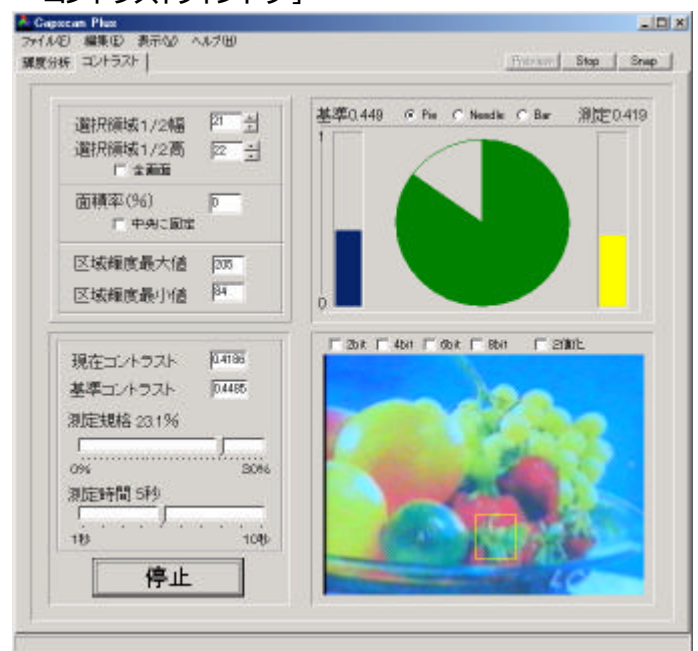 コントラストウィンドウ]
Capscam Plus
ファイル(F) 編集(E) 表示(V) ヘルプ(H)
輝度分析 コントラスト
Preview Stop Snap
選択領域1/2幅 21
選択領域1/2高 22
全画面
面積率(%) 0
中央に固定
区域輝度最大値 205
区域輝度最小値 84
基準0.449 Pie Needle Bar 測定0.419
1
0
現在コントラスト 0.4186
基準コントラスト 0.4485
測定規格 23.1%
0% 30%
測定時間 5秒
1秒 10秒
停止
2bit 4bit 6bit 8bit 2値化